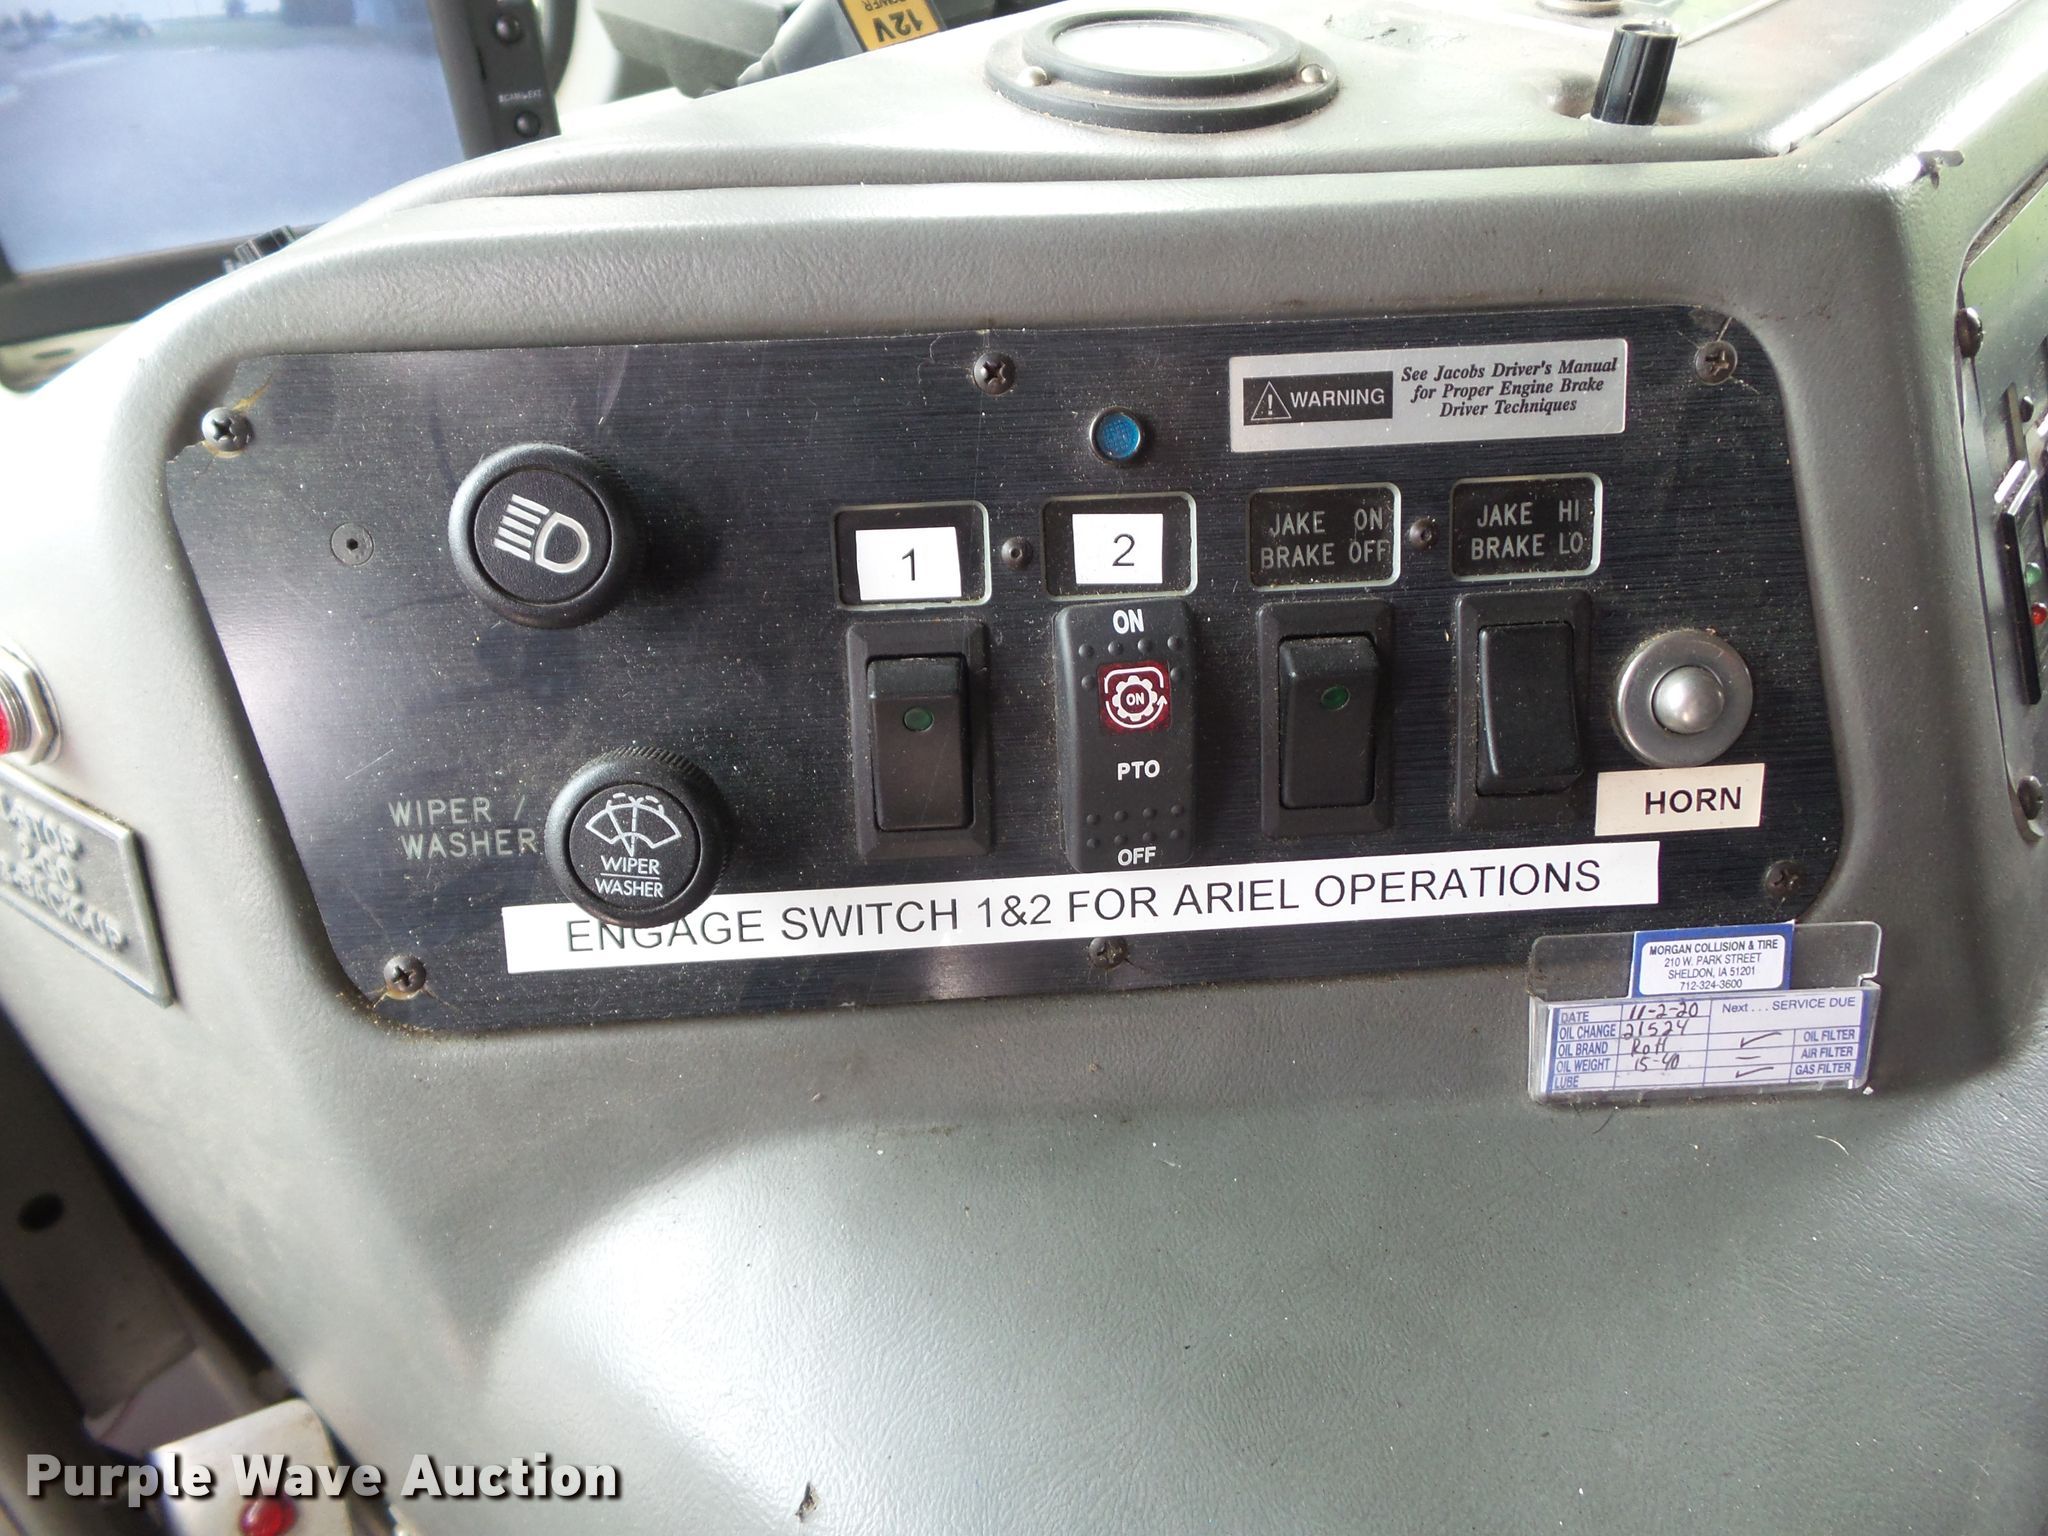 POWER
12V
CAM/EXT
WARNING
See Jacobs Driver's Manual
for Proper Engine Brake
Driver Techniques
1
2
JAKE ON
BRAKE OFF
JAKE HI
BRAKE LO
ON
ON
PTO
OFF
HORN
WIPER /
WASHER
WIPER
WASHER
ENGAGE SWITCH 1&2 FOR ARIEL OPERATIONS
MORGAN COLLISION & TIRE
210 W. PARK STREET
SHELDON, IA 51201
712-324-3600
DATE 11-2-20 Next . . . SERVICE DUE
OIL CHANGE 21524 OIL FILTER
OIL BRAND AIR FILTER
OIL WEIGHT 15-40 GAS FILTER
LUBE
Purple Wave Auction